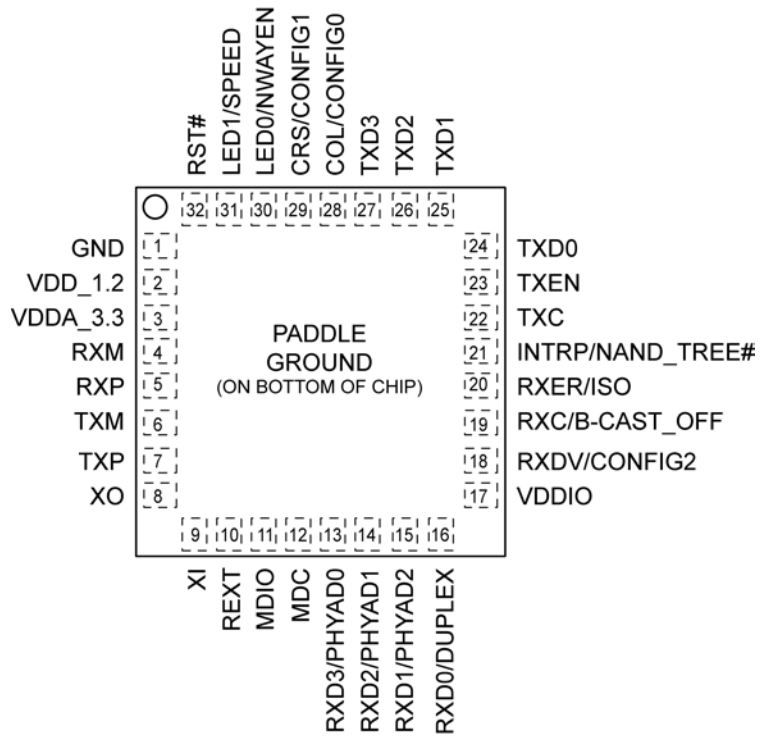 RST#
LED1/SPEED
LED0/NWAYEN
CRS/CONFIG1
COL/CONFIG0
TXD3
TXD2
TXD1
32 31 30 29 28 27 26 25
GND 1
VDD_1.2 2
VDDA_3.3 3
RXM 4
RXP 5
TXM 6
TXP 7
XO 8
PADDLE
GROUND
(ON BOTTOM OF CHIP)
24 TXD0
23 TXEN
22 TXC
21 INTRP/NAND_TREE#
20 RXER/ISO
19 RXC/B-CAST_OFF
18 RXDV/CONFIG2
17 VDDIO
9 10 11 12 13 14 15 16
XI
REXT
MDIO
MDC
RXD3/PHYAD0
RXD2/PHYAD1
RXD1/PHYAD2
RXD0/DUPLEX